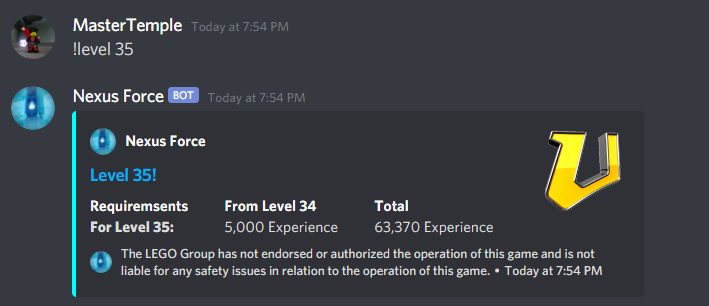 MasterTemple Today at 7:54 PM
!level 35
Nexus Force BOT Today at 7:54 PM
Nexus Force
Level 35!
Requiremsents From Level 34 Total
For Level 35: 5,000 Experience 63,370 Experience
The LEGO Group has not endorsed or authorized the operation of this game and is not
liable for any safety issues in relation to the operation of this game. • Today at 7:54 PM